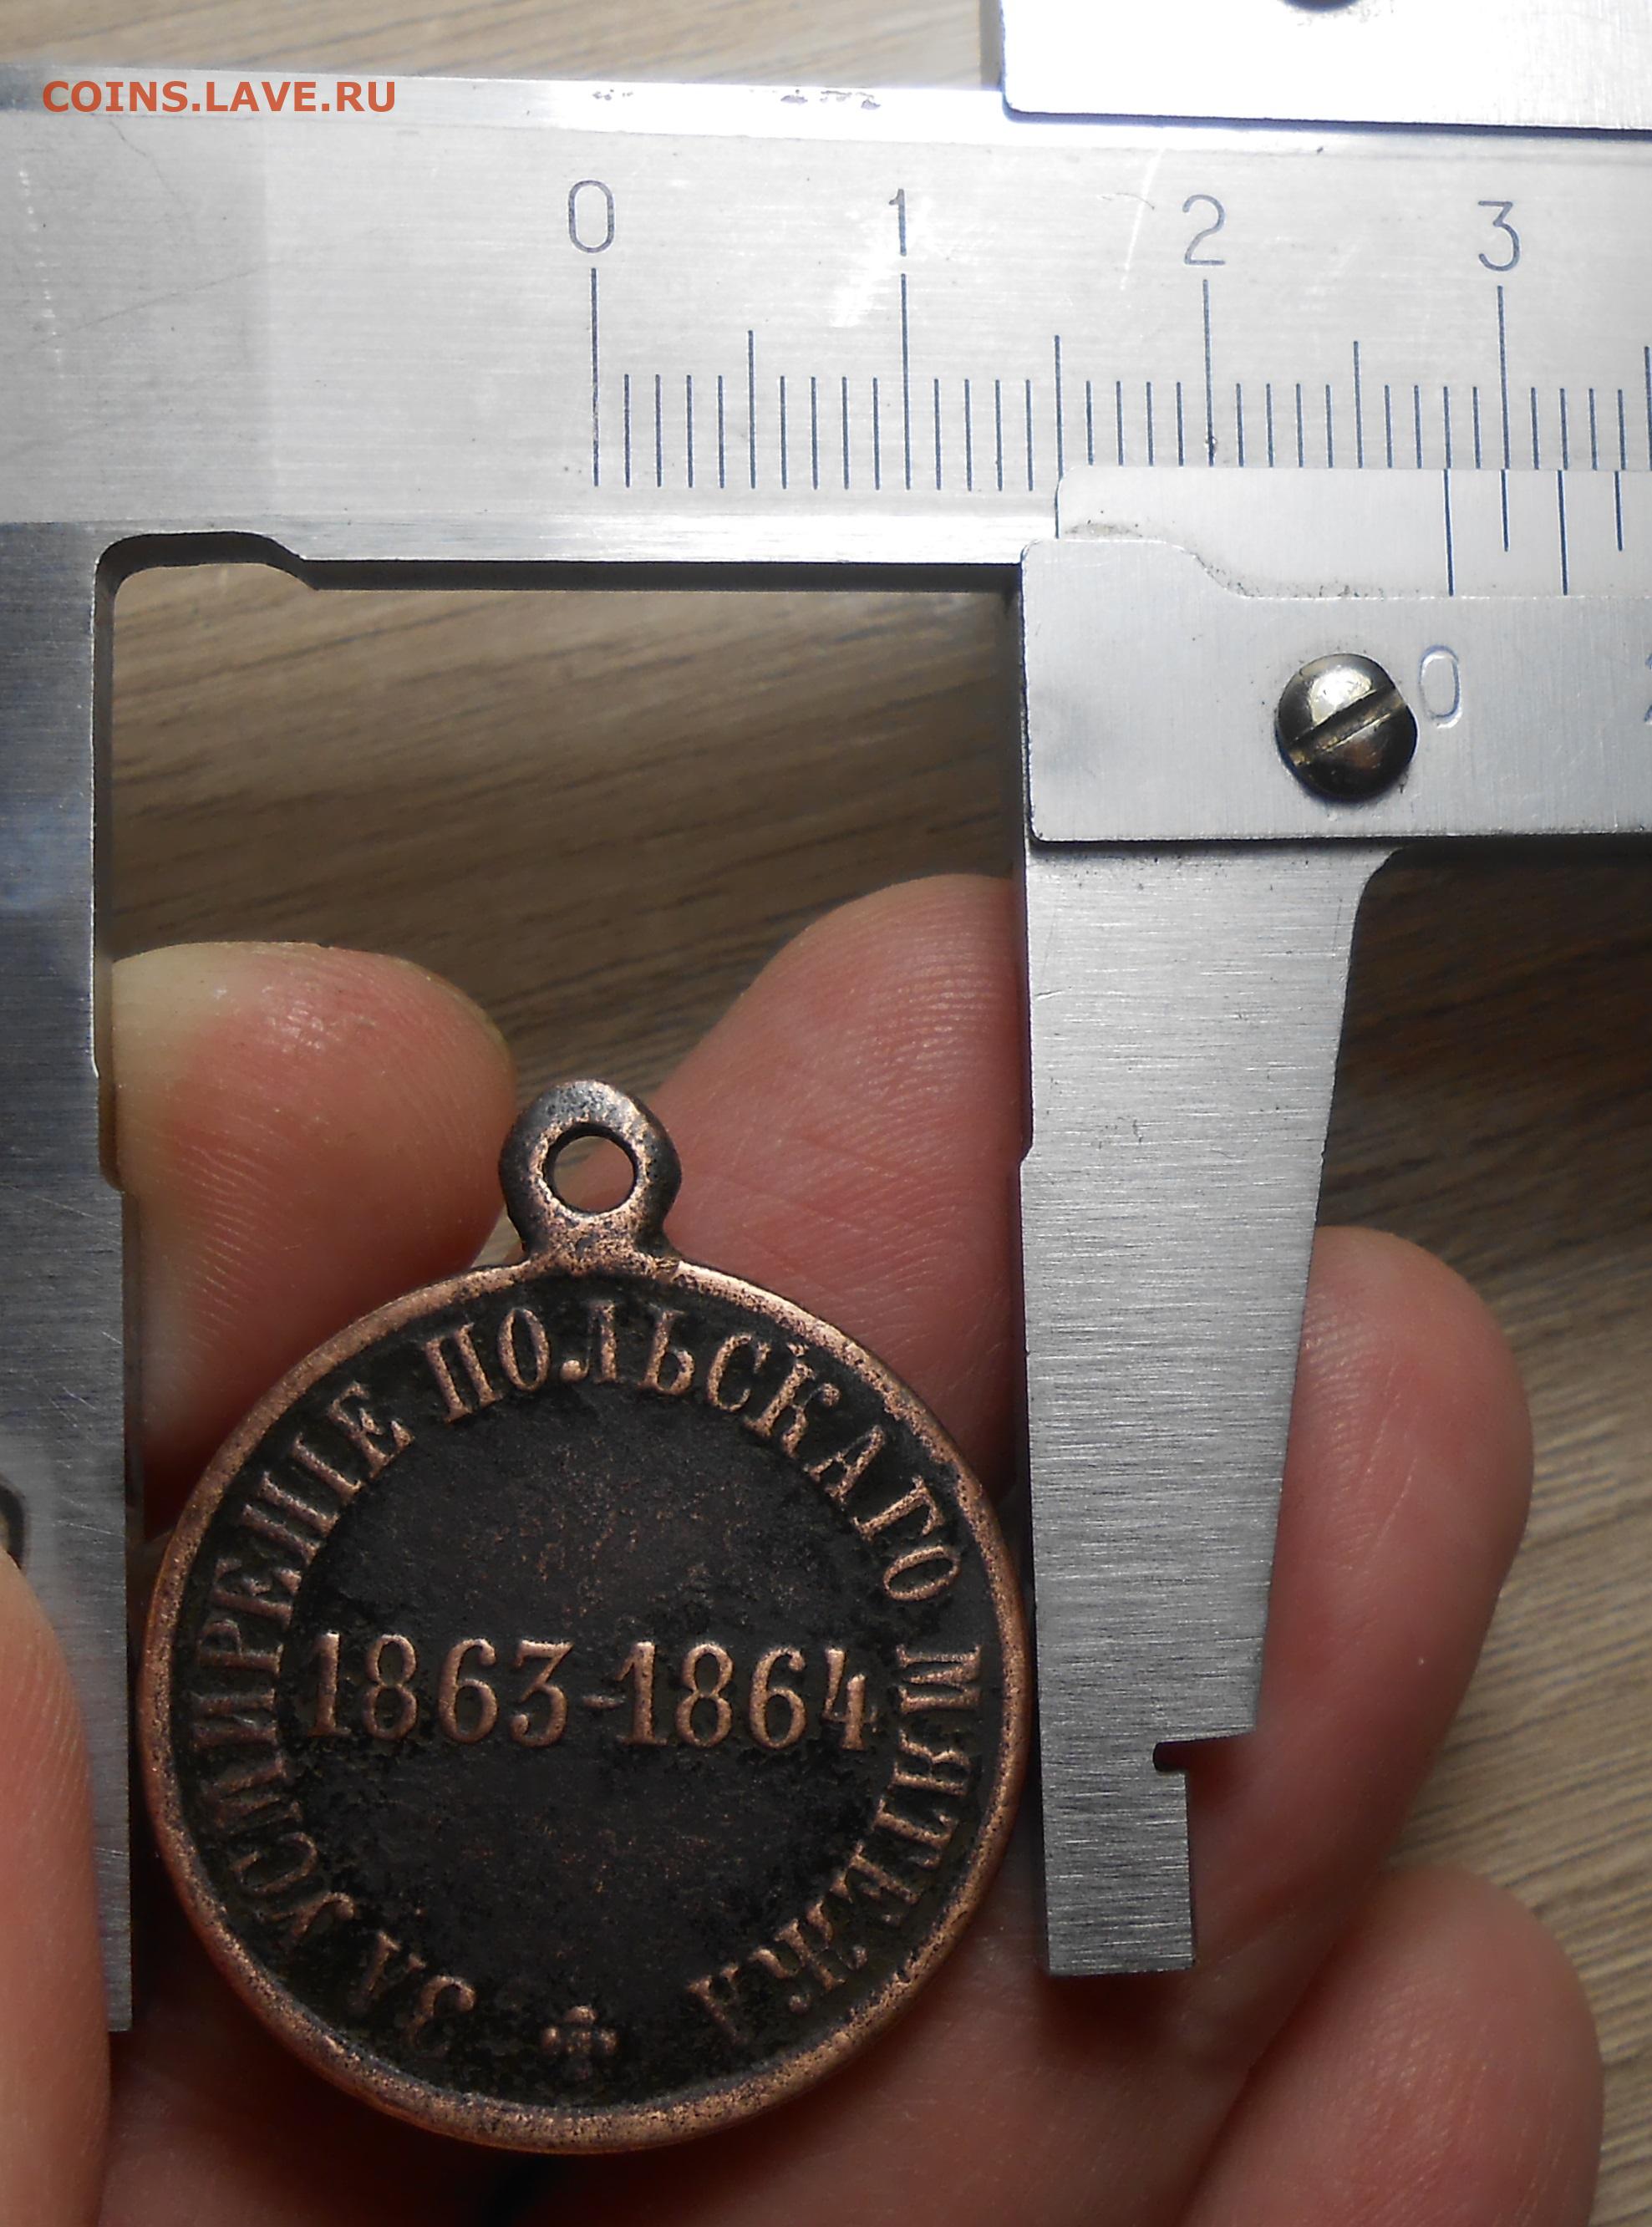 COINS.LAVE.RU
0 1 2 3
0
ЗА УСМИРЕНІЕ ПОЛЬСКАГО МЯТЕЖА
1863-1864